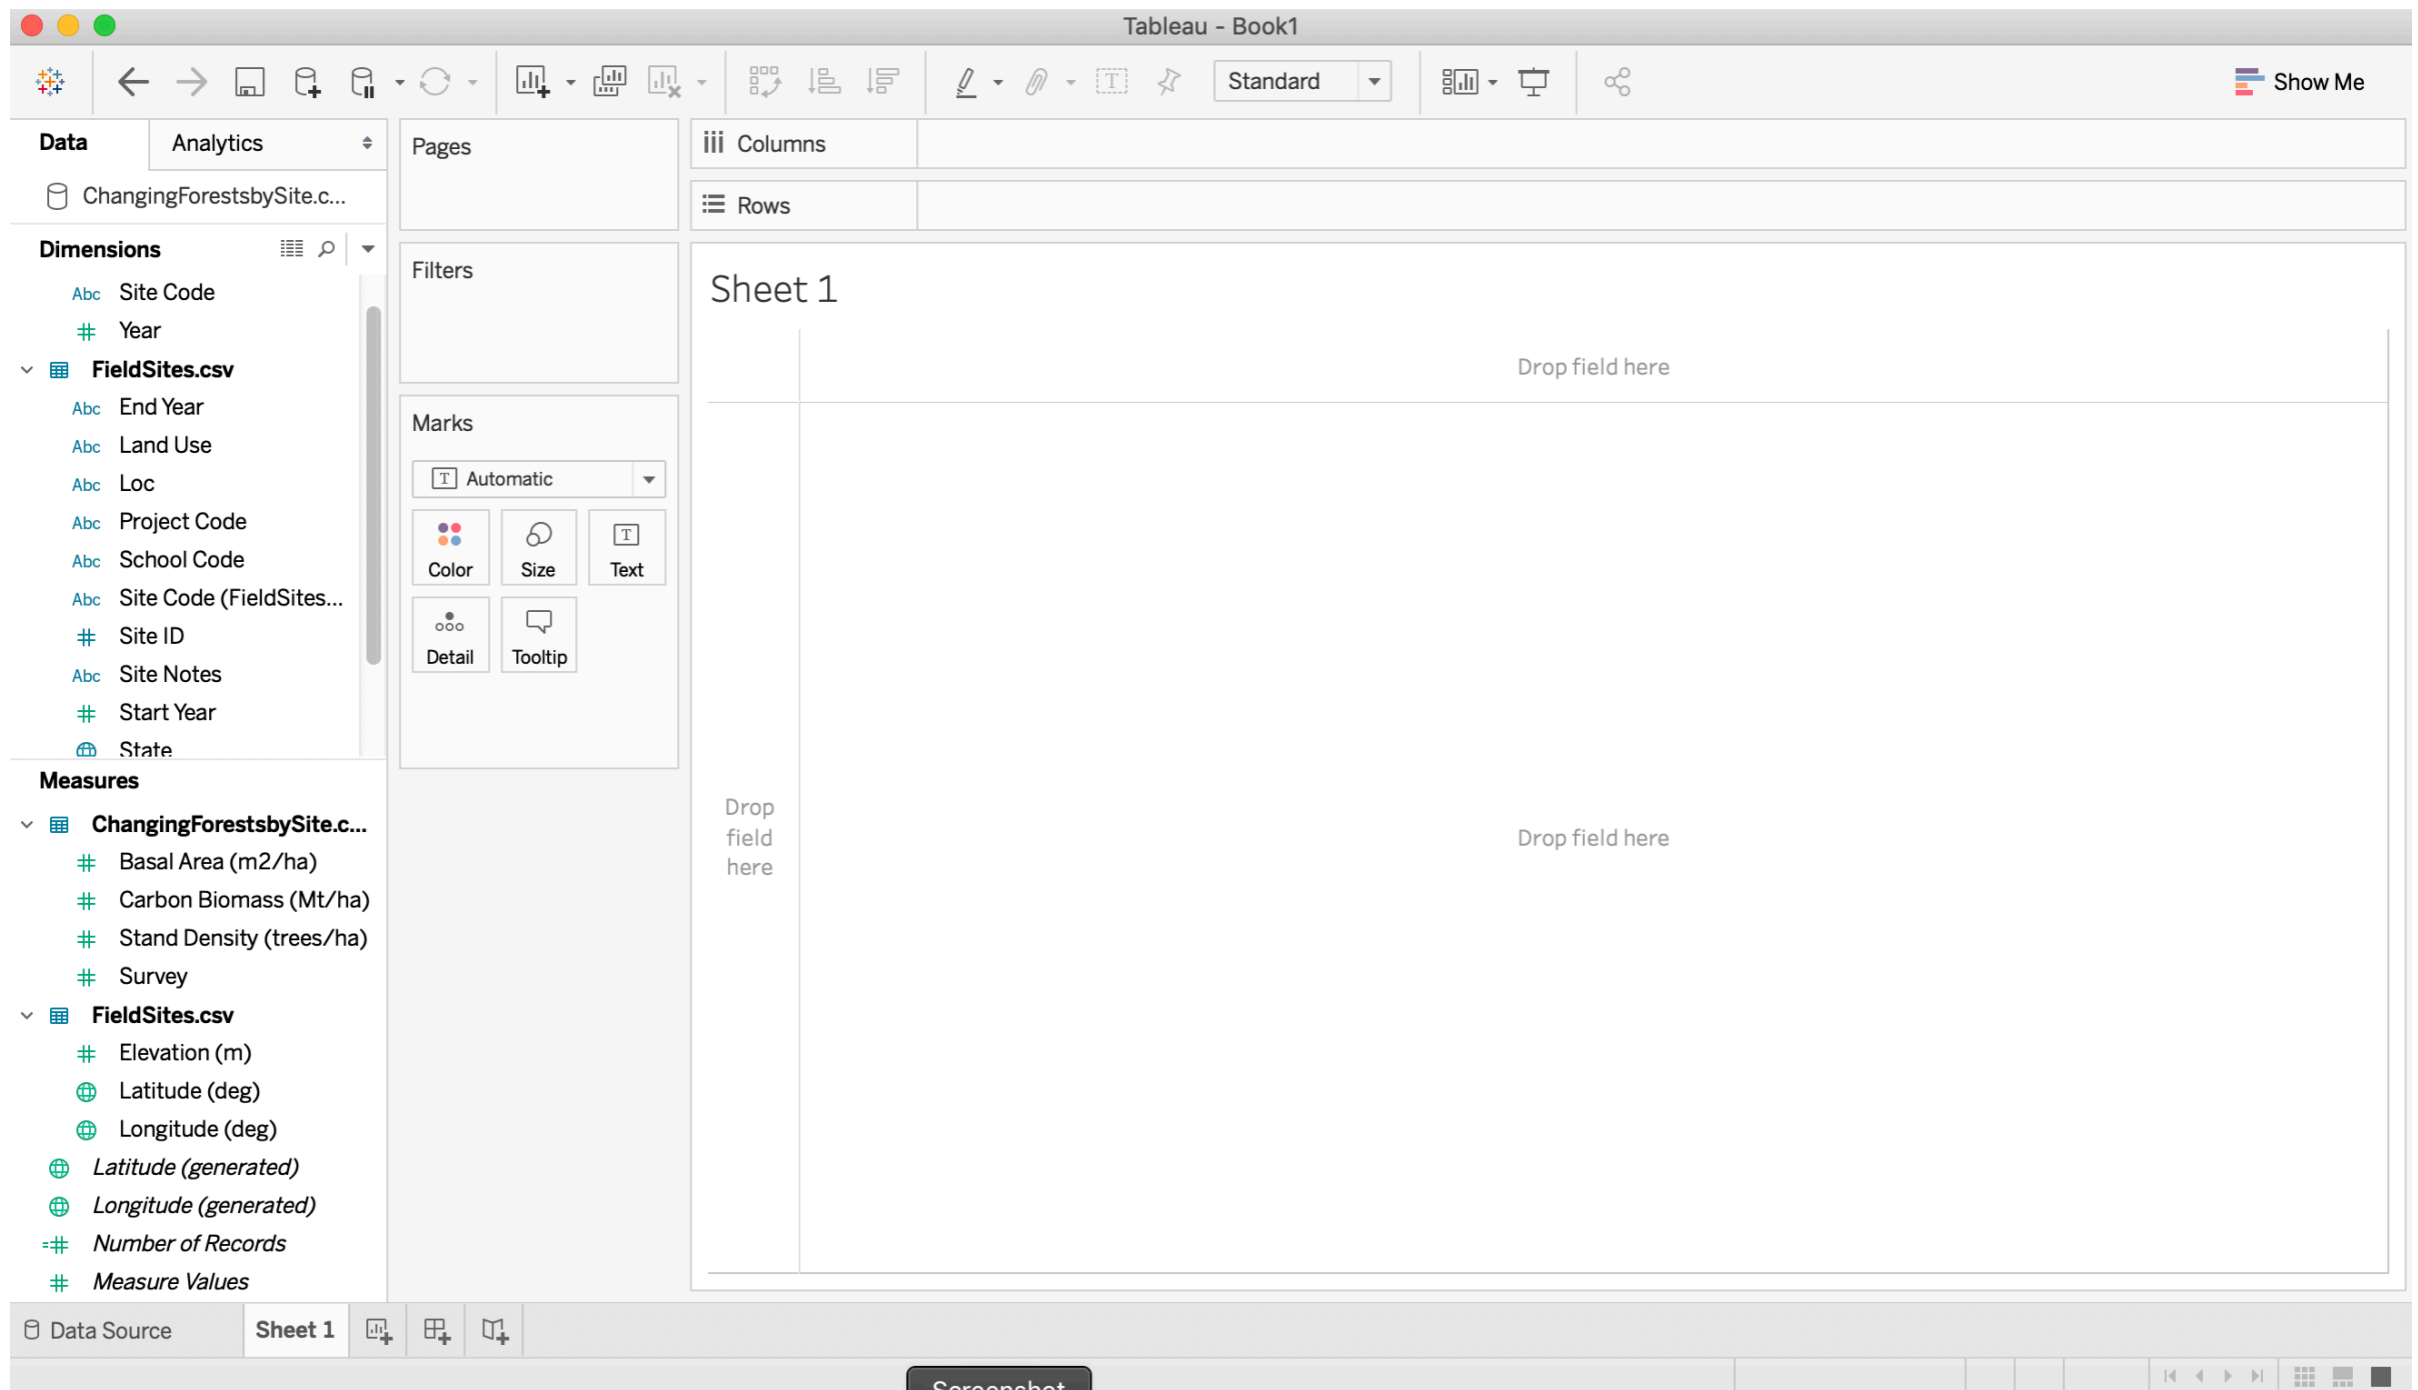 Tableau - Book1
Standard
Show Me
Data
Analytics
ChangingForestsbySite.c...
Dimensions
Abc Site Code
Year
FieldSites.csv
Abc End Year
Abc Land Use
Abc Loc
Abc Project Code
Abc School Code
Abc Site Code (FieldSites...
Site ID
Abc Site Notes
Start Year
State
Measures
ChangingForestsbySite.c...
Basal Area (m2/ha)
Carbon Biomass (Mt/ha)
Stand Density (trees/ha)
Survey
FieldSites.csv
Elevation (m)
Latitude (deg)
Longitude (deg)
Latitude (generated)
Longitude (generated)
Number of Records
Measure Values
Pages
Filters
Marks
Automatic
Color
Size
Text
Detail
Tooltip
Columns
Rows
Sheet 1
Drop field here
Drop
field
here
Drop field here
Data Source
Sheet 1
Screenshot